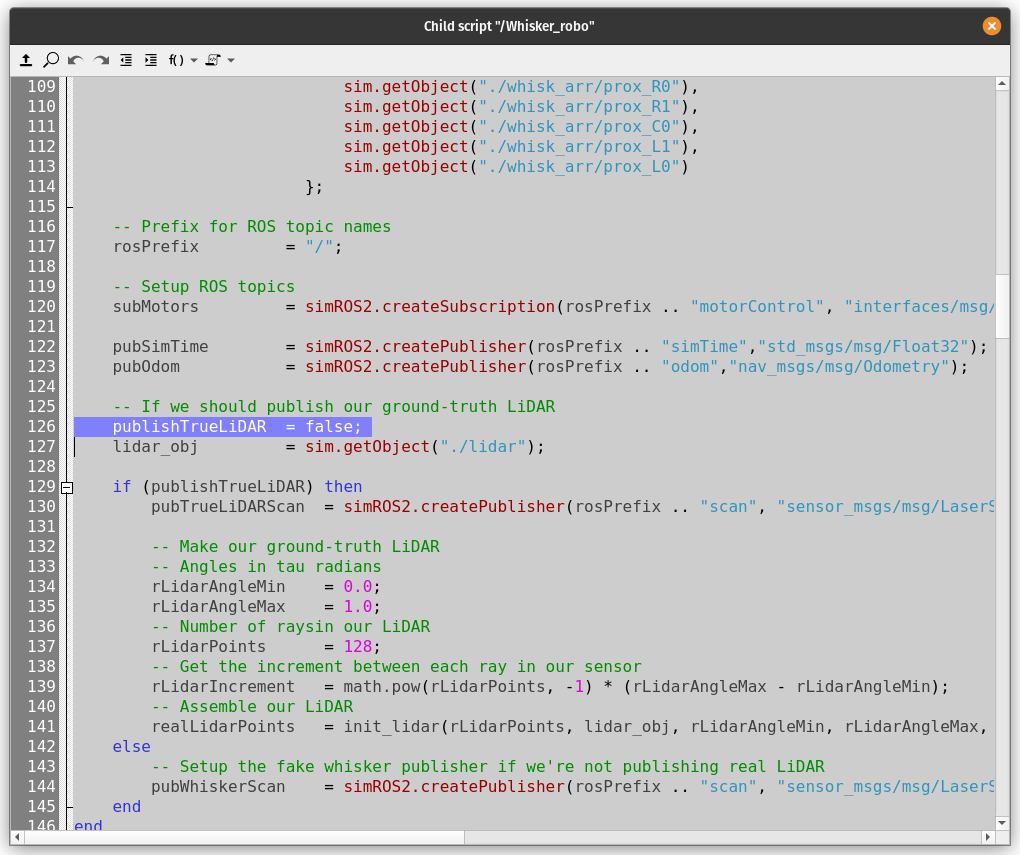 Child script "/Whisker_robo"
f()
109 sim.getObject("./whisk_arr/prox_R0"),
110 sim.getObject("./whisk_arr/prox_R1"),
111 sim.getObject("./whisk_arr/prox_C0"),
112 sim.getObject("./whisk_arr/prox_L1"),
113 sim.getObject("./whisk_arr/prox_L0")
114 };
115
116 -- Prefix for ROS topic names
117 rosPrefix = "/";
118
119 -- Setup ROS topics
120 subMotors = simROS2.createSubscription(rosPrefix .. "motorControl", "interfaces/msg/
121
122 pubSimTime = simROS2.createPublisher(rosPrefix .. "simTime","std_msgs/msg/Float32");
123 pubOdom = simROS2.createPublisher(rosPrefix .. "odom","nav_msgs/msg/Odometry");
124
125 -- If we should publish our ground-truth LiDAR
126 publishTrueLiDAR = false;
127 lidar_obj = sim.getObject("./lidar");
128
129 if (publishTrueLiDAR) then
130 pubTrueLiDARScan = simROS2.createPublisher(rosPrefix .. "scan", "sensor_msgs/msg/LaserS
131
132 -- Make our ground-truth LiDAR
133 -- Angles in tau radians
134 rLidarAngleMin = 0.0;
135 rLidarAngleMax = 1.0;
136 -- Number of raysin our LiDAR
137 rLidarPoints = 128;
138 -- Get the increment between each ray in our sensor
139 rLidarIncrement = math.pow(rLidarPoints, -1) * (rLidarAngleMax - rLidarAngleMin);
140 -- Assemble our LiDAR
141 realLidarPoints = init_lidar(rLidarPoints, lidar_obj, rLidarAngleMin, rLidarAngleMax,
142 else
143 -- Setup the fake whisker publisher if we're not publishing real LiDAR
144 pubWhiskerScan = simROS2.createPublisher(rosPrefix .. "scan", "sensor_msgs/msg/LaserS
145 end
146 end